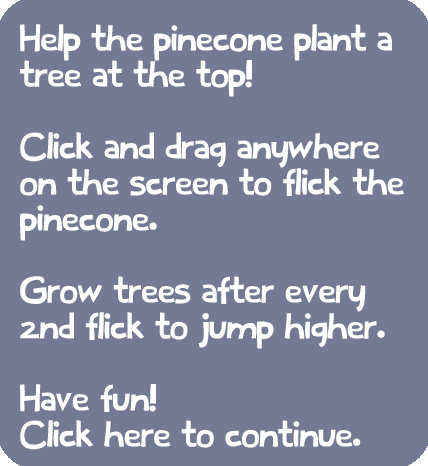 Help the pinecone plant a
tree at the top!
Click and drag anywhere
on the screen to flick the
pinecone.
Grow trees after every
2nd flick to jump higher.
Have fun!
Click here to continue.